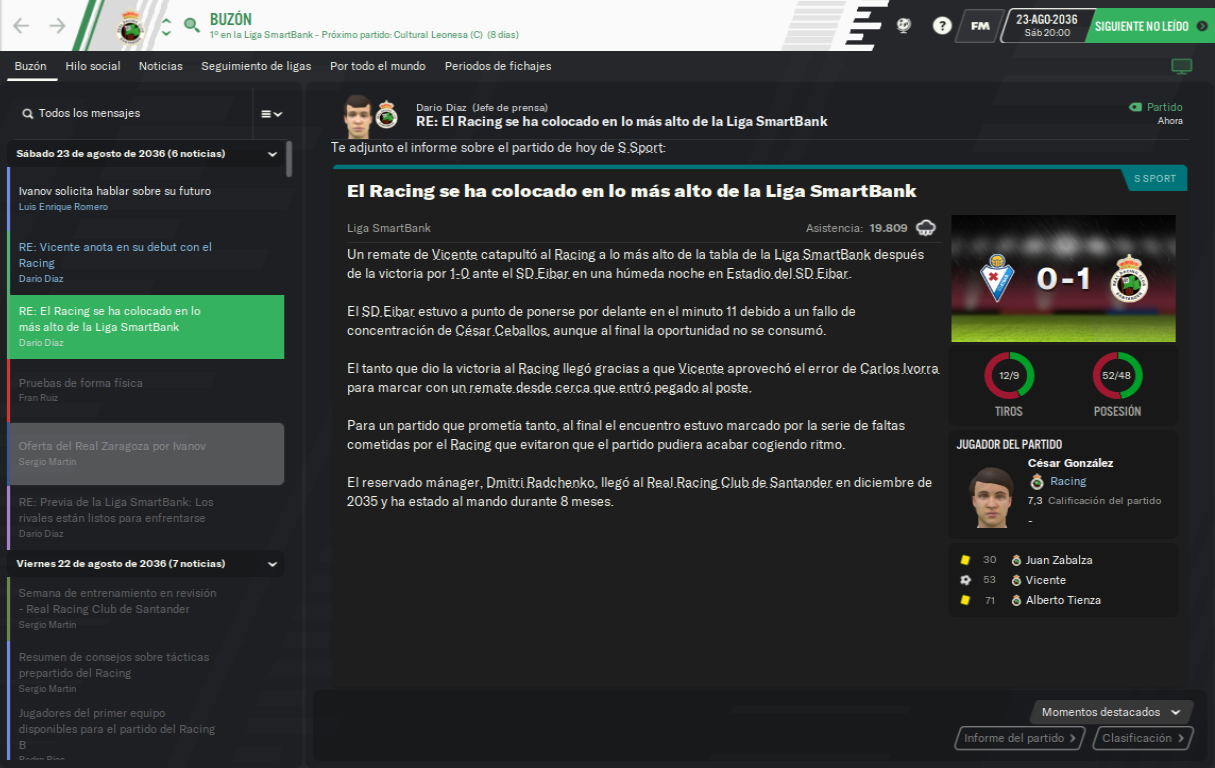 BUZÓN
1º en la Liga SmartBank - Próximo partido: Cultural Leonesa (C) (8 días)
FM
23-AGO-2036
Sáb 20:00
SIGUIENTE NO LEÍDO
Buzón
Hilo social
Noticias
Seguimiento de ligas
Por todo el mundo
Periodos de fichajes
Todos los mensajes
Sábado 23 de agosto de 2036 (6 noticias)
Ivanov solicita hablar sobre su futuro
Luis Enrique Romero
RE: Vicente anota en su debut con el
Racing
Darío Díaz
RE: El Racing se ha colocado en lo
más alto de la Liga SmartBank
Darío Díaz
Pruebas de forma física
Fran Ruiz
Oferta del Real Zaragoza por Ivanov
Sergio Martín
RE: Previa de la Liga SmartBank: Los
rivales están listos para enfrentarse
Darío Díaz
Viernes 22 de agosto de 2036 (7 noticias)
Semana de entrenamiento en revisión
- Real Racing Club de Santander
Sergio Martín
Resumen de consejos sobre tácticas
prepartido del Racing
Sergio Martín
Jugadores del primer equipo
disponibles para el partido del Racing
B
Pedro Ríos
Darío Díaz (Jefe de prensa)
RE: El Racing se ha colocado en lo más alto de la Liga SmartBank
Partido
Ahora
Te adjunto el informe sobre el partido de hoy de S Sport:
S SPORT
El Racing se ha colocado en lo más alto de la Liga SmartBank
Liga SmartBank
Asistencia: 19.809
Un remate de Vicente catapultó al Racing a lo más alto de la tabla de la Liga SmartBank después
de la victoria por 1-0 ante el SD Eibar en una húmeda noche en Estadio del SD Eibar.
El SD Eibar estuvo a punto de ponerse por delante en el minuto 11 debido a un fallo de
concentración de César Ceballos, aunque al final la oportunidad no se consumó.
El tanto que dio la victoria al Racing llegó gracias a que Vicente aprovechó el error de Carlos Ivorra
para marcar con un remate desde cerca que entró pegado al poste.
Para un partido que prometía tanto, al final el encuentro estuvo marcado por la serie de faltas
cometidas por el Racing que evitaron que el partido pudiera acabar cogiendo ritmo.
El reservado mánager, Dmitri Radchenko, llegó al Real Racing Club de Santander en diciembre de
2035 y ha estado al mando durante 8 meses.
0-1
12/9
TIROS
52/48
POSESIÓN
JUGADOR DEL PARTIDO
César González
Racing
7,3 Calificación del partido
-
30 Juan Zabalza
53 Vicente
71 Alberto Tienza
Momentos destacados
Informe del partido
Clasificación